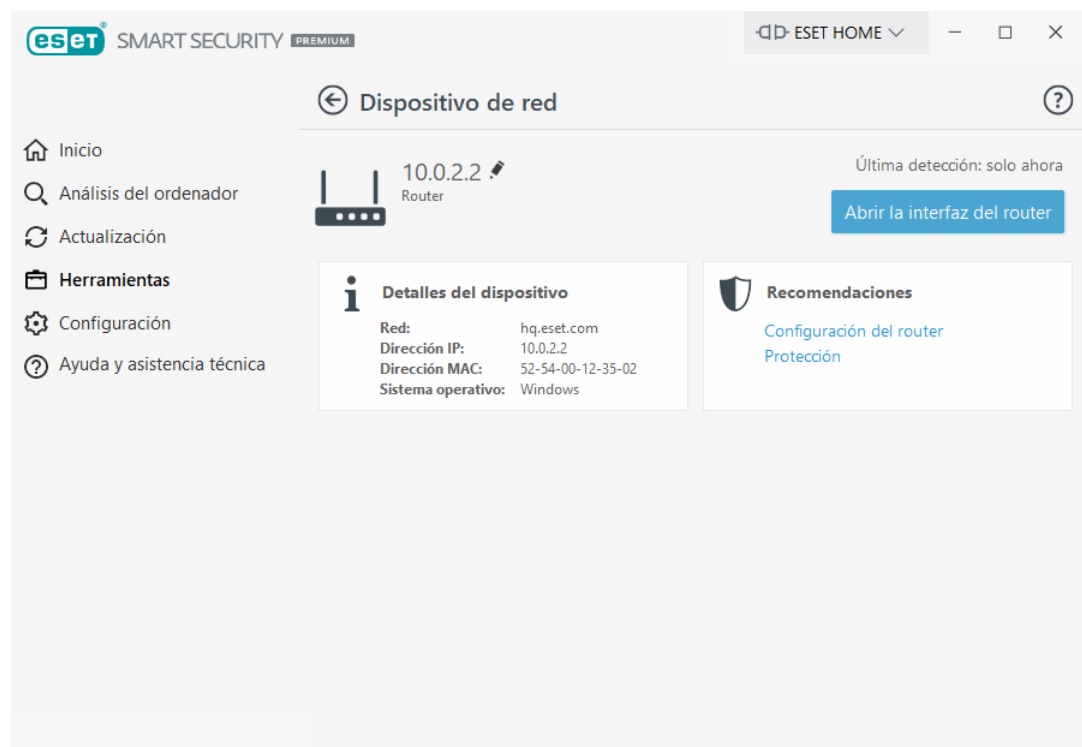 eset® SMART SECURITY PREMIUM
ESET HOME
Dispositivo de red
Inicio
Análisis del ordenador
Actualización
Herramientas
Configuración
Ayuda y asistencia técnica
10.0.2.2
Router
Última detección: solo ahora
Abrir la interfaz del router
Detalles del dispositivo
Red: hq.eset.com
Dirección IP: 10.0.2.2
Dirección MAC: 52-54-00-12-35-02
Sistema operativo: Windows
Recomendaciones
Configuración del router
Protección